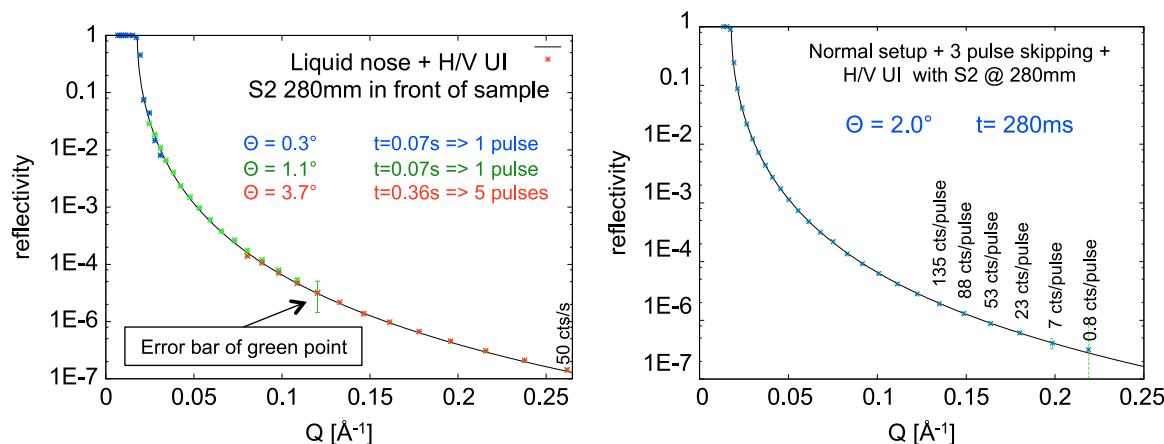 1
0.1
1E-2
1E-3
1E-4
1E-5
1E-6
1E-7
reflectivity
0
0.05
0.1
0.15
0.2
0.25
Q [Å⁻¹]
Liquid nose + H/V UI
S2 280mm in front of sample
Θ = 0.3° t=0.07s => 1 pulse
Θ = 1.1° t=0.07s => 1 pulse
Θ = 3.7° t=0.36s => 5 pulses
Error bar of green point
50 cts/s
1
0.1
1E-2
1E-3
1E-4
1E-5
1E-6
1E-7
reflectivity
0
0.05
0.1
0.15
0.2
0.25
Q [Å⁻¹]
Normal setup + 3 pulse skipping +
H/V UI with S2 @ 280mm
Θ = 2.0° t= 280ms
135 cts/pulse
88 cts/pulse
53 cts/pulse
23 cts/pulse
7 cts/pulse
0.8 cts/pulse